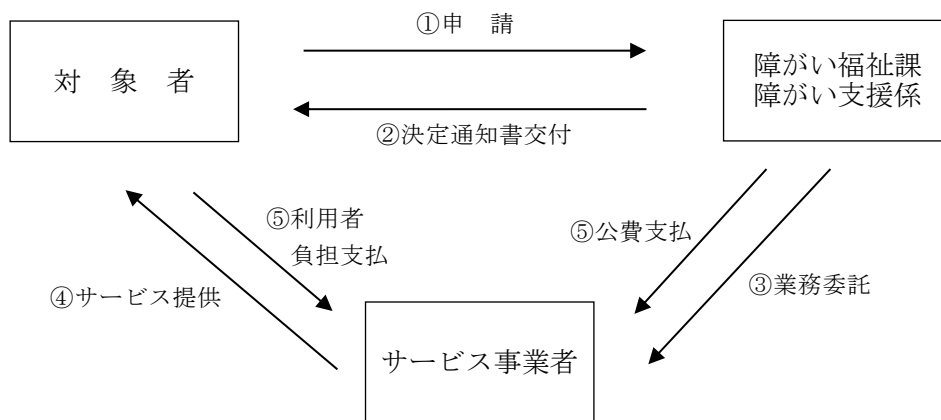 ①申　請
対　象　者
障がい福祉課
障がい支援係
②決定通知書交付
⑤利用者
負担支払
⑤公費支払
④サービス提供
③業務委託
サービス事業者